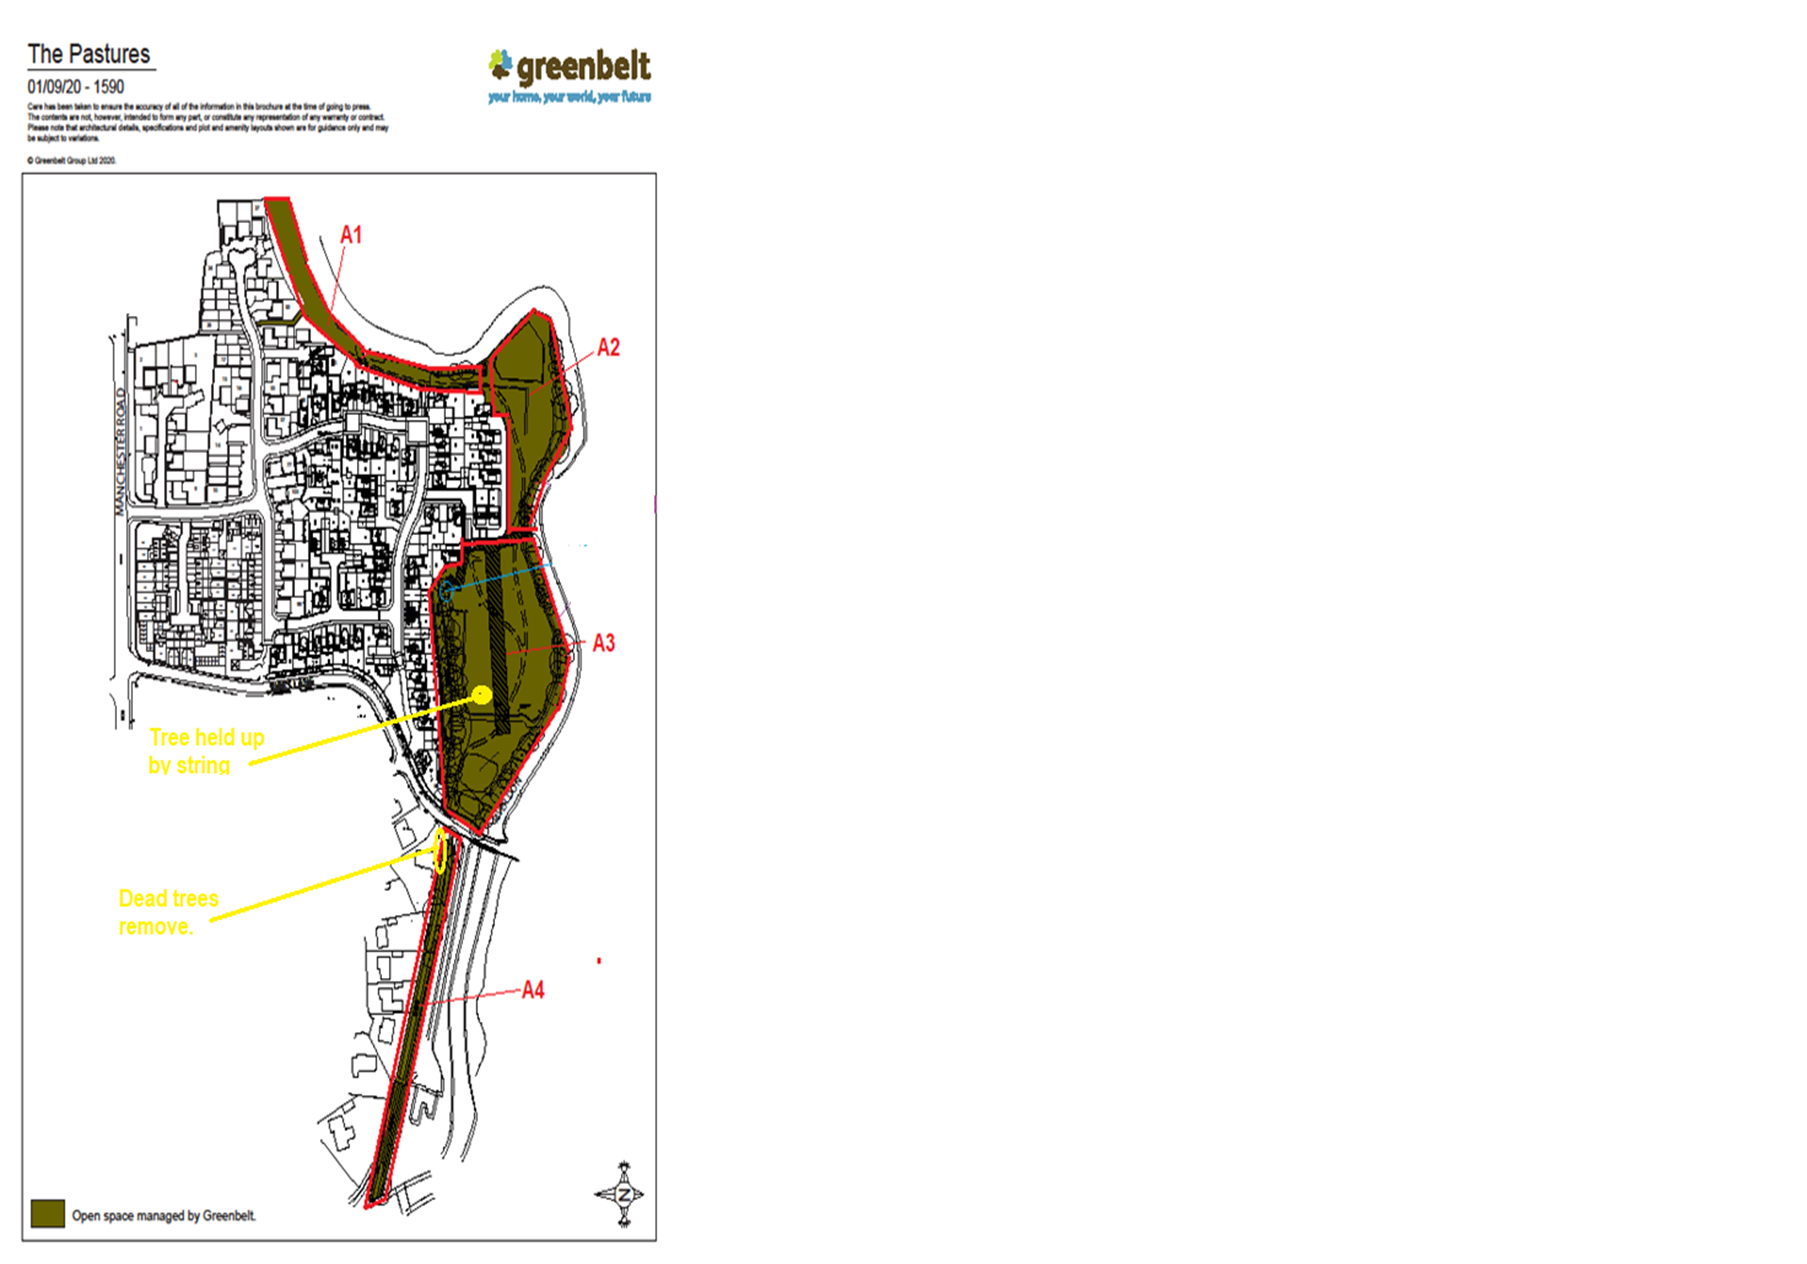 The Pastures
01/09/20 - 1590
Care has been taken to ensure the accuracy of all of the information in this brochure at the time of going to press.
The contents are not, however, intended to form any part, or constitute any representation of any warranty or contract.
Please note that architectural details, specifications and plot and amenity layouts shown are for guidance only and may
be subject to variations.
© Greenbelt Group Ltd 2020.
greenbelt
your home, your world, your future
A1
A2
MANCHESTER ROAD
A3
Tree held up
by string
Dead trees
remove.
A4
N
Open space managed by Greenbelt.